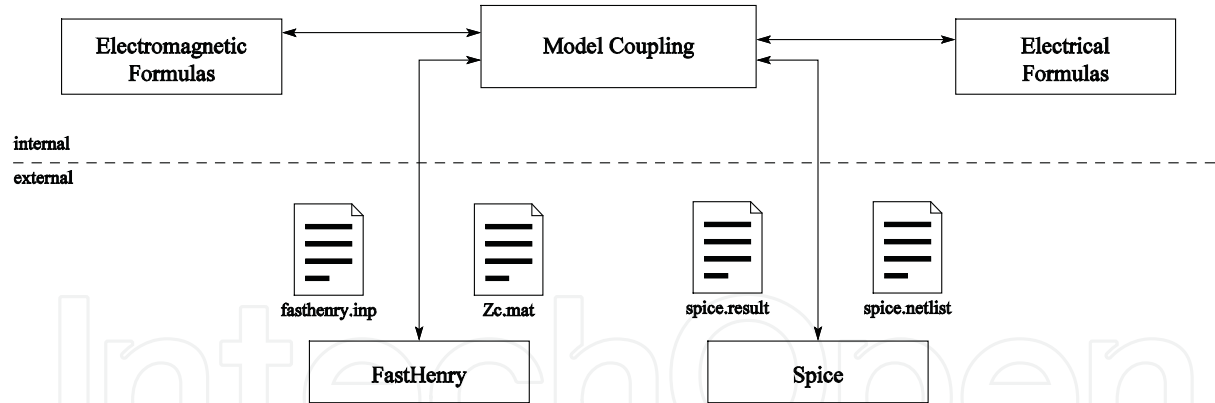 Electromagnetic
Formulas
Model Coupling
Electrical
Formulas
internal
external
fasthenry.inp
Zc.mat
spice.result
spice.netlist
FastHenry
Spice
IntechOpen